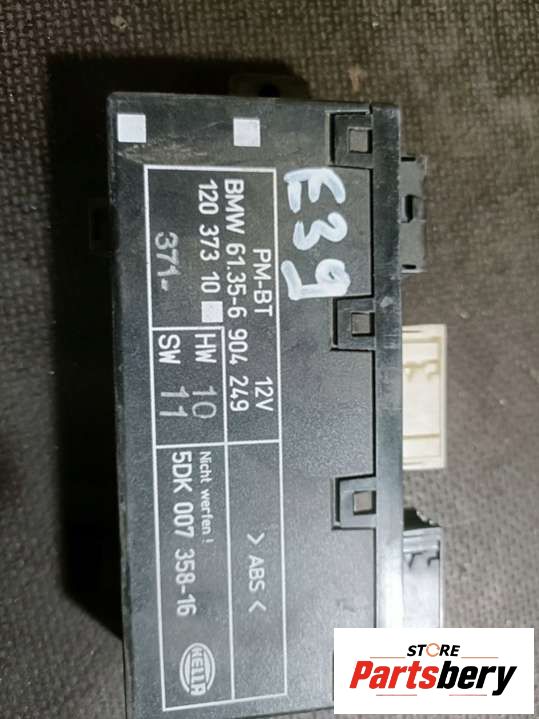 E39
PM-BT 12V
BMW 61.35-6 904 249
120 373 10
371-
HW 10
SW 11
> ABS <
Nicht werfen!
5DK 007 358-16
HELLA
STORE
Partsbery